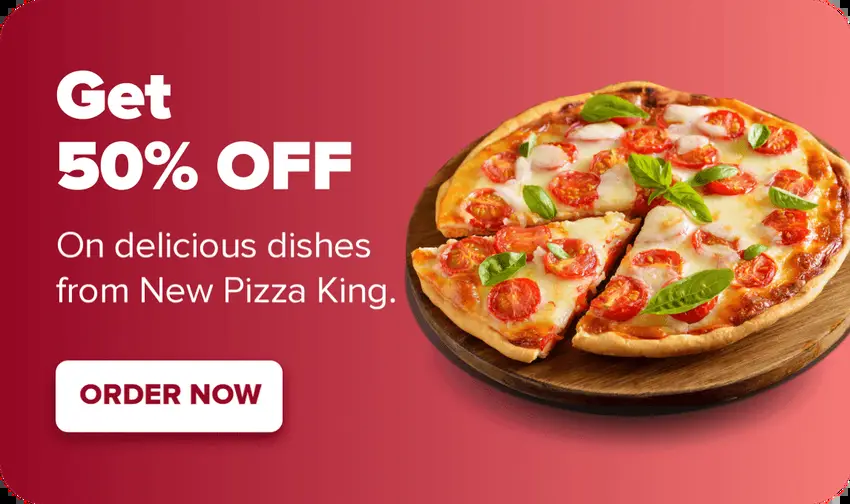 Get
50% OFF
On delicious dishes
from New Pizza King.
ORDER NOW